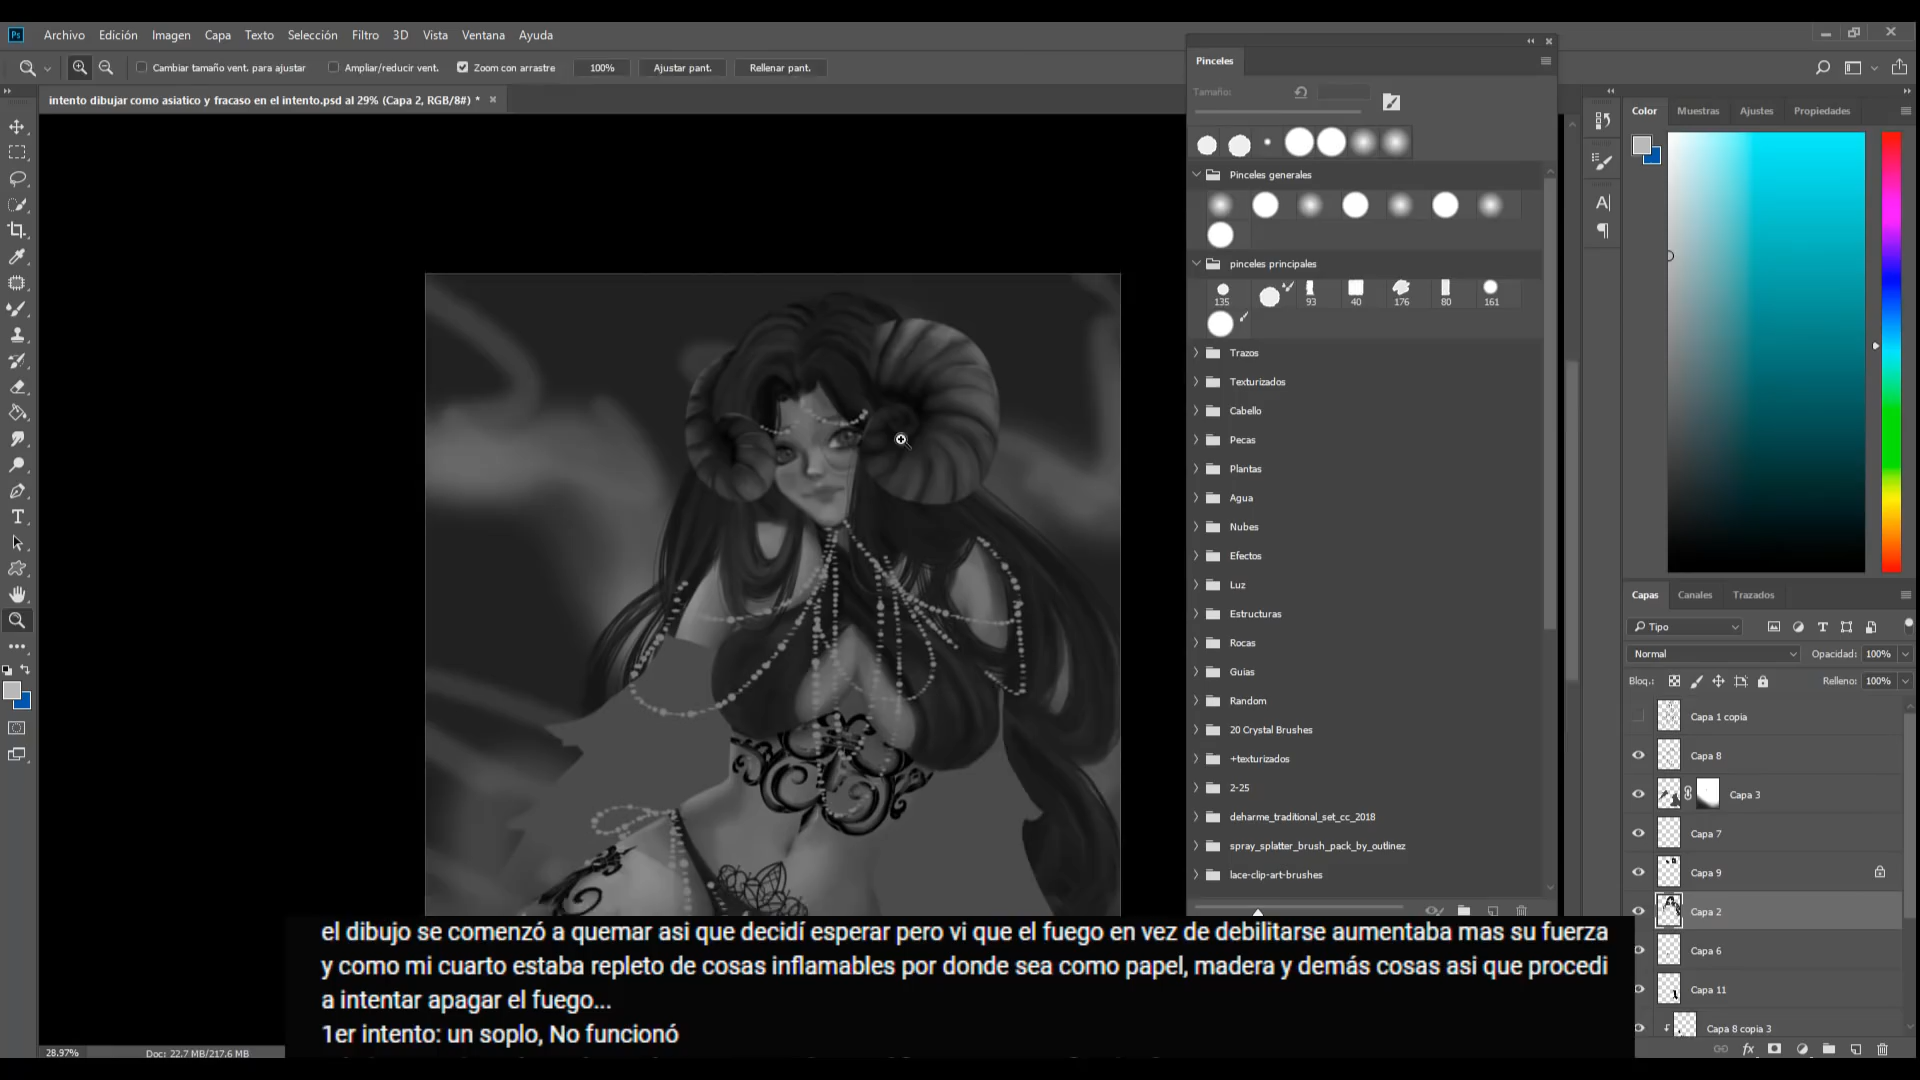 Ps Archivo Edición Imagen Capa Texto Selección Filtro 3D Vista Ventana Ayuda
Cambiar tamaño vent. para ajustar Ampliar/reducir vent. Zoom con arrastre 100% Ajustar pant. Rellenar pant.
intento dibujar como asiatico y fracaso en el intento.psd al 29% (Capa 2, RGB/8#) *
Pinceles
Tamaño:
Pinceles generales
pinceles principales
135 93 40 176 80 161
Trazos
Texturizados
Cabello
Pecas
Plantas
Agua
Nubes
Efectos
Luz
Estructuras
Rocas
Guias
Random
20 Crystal Brushes
+texturizados
2-25
deharme_traditional_set_cc_2018
spray_splatter_brush_pack_by_outlinez
lace-clip-art-brushes
Color Muestras Ajustes Propiedades
Capas Canales Trazados
Tipo
Normal Opacidad: 100%
Bloq.: Relleno: 100%
Capa 1 copia
Capa 8
Capa 3
Capa 7
Capa 9
Capa 2
Capa 6
Capa 11
Capa 8 copia 3
el dibujo se comenzó a quemar asi que decidí esperar pero vi que el fuego en vez de debilitarse aumentaba mas su fuerza
y como mi cuarto estaba repleto de cosas inflamables por donde sea como papel, madera y demás cosas asi que procedi
a intentar apagar el fuego...
1er intento: un soplo, No funcionó
28.97% Doc: 22.7 MB/217.6 MB